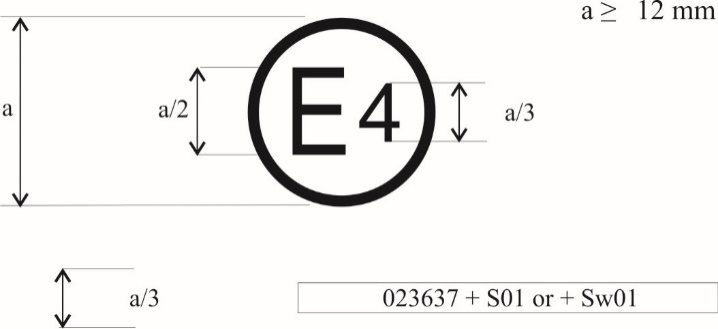 a ≥ 12 mm
a
a/2
E4
a/3
a/3
023637 + S01 or + Sw01